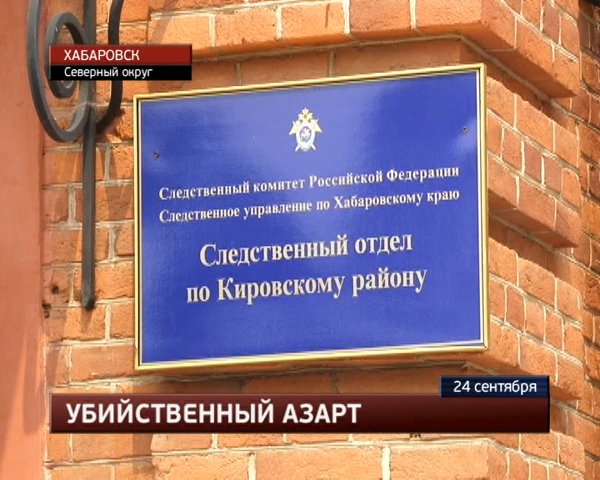 ХАБАРОВСК
Северный округ
Следственный комитет Российской Федерации
Следственное управление по Хабаровскому краю
Следственный отдел
по Кировскому району
24 сентября
УБИЙСТВЕННЫЙ АЗАРТ